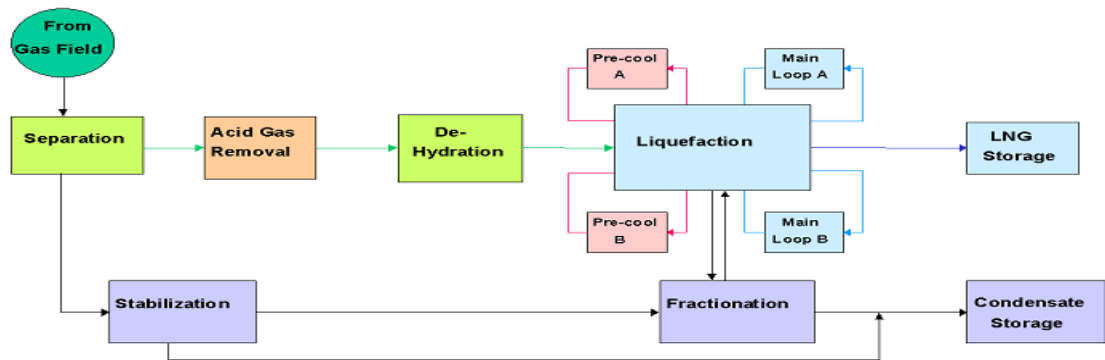 From
Gas Field
Pre-cool
A
Main
Loop A
Separation
Acid Gas
Removal
De-
Hydration
Liquefaction
LNG
Storage
Pre-cool
B
Main
Loop B
Stabilization
Fractionation
Condensate
Storage